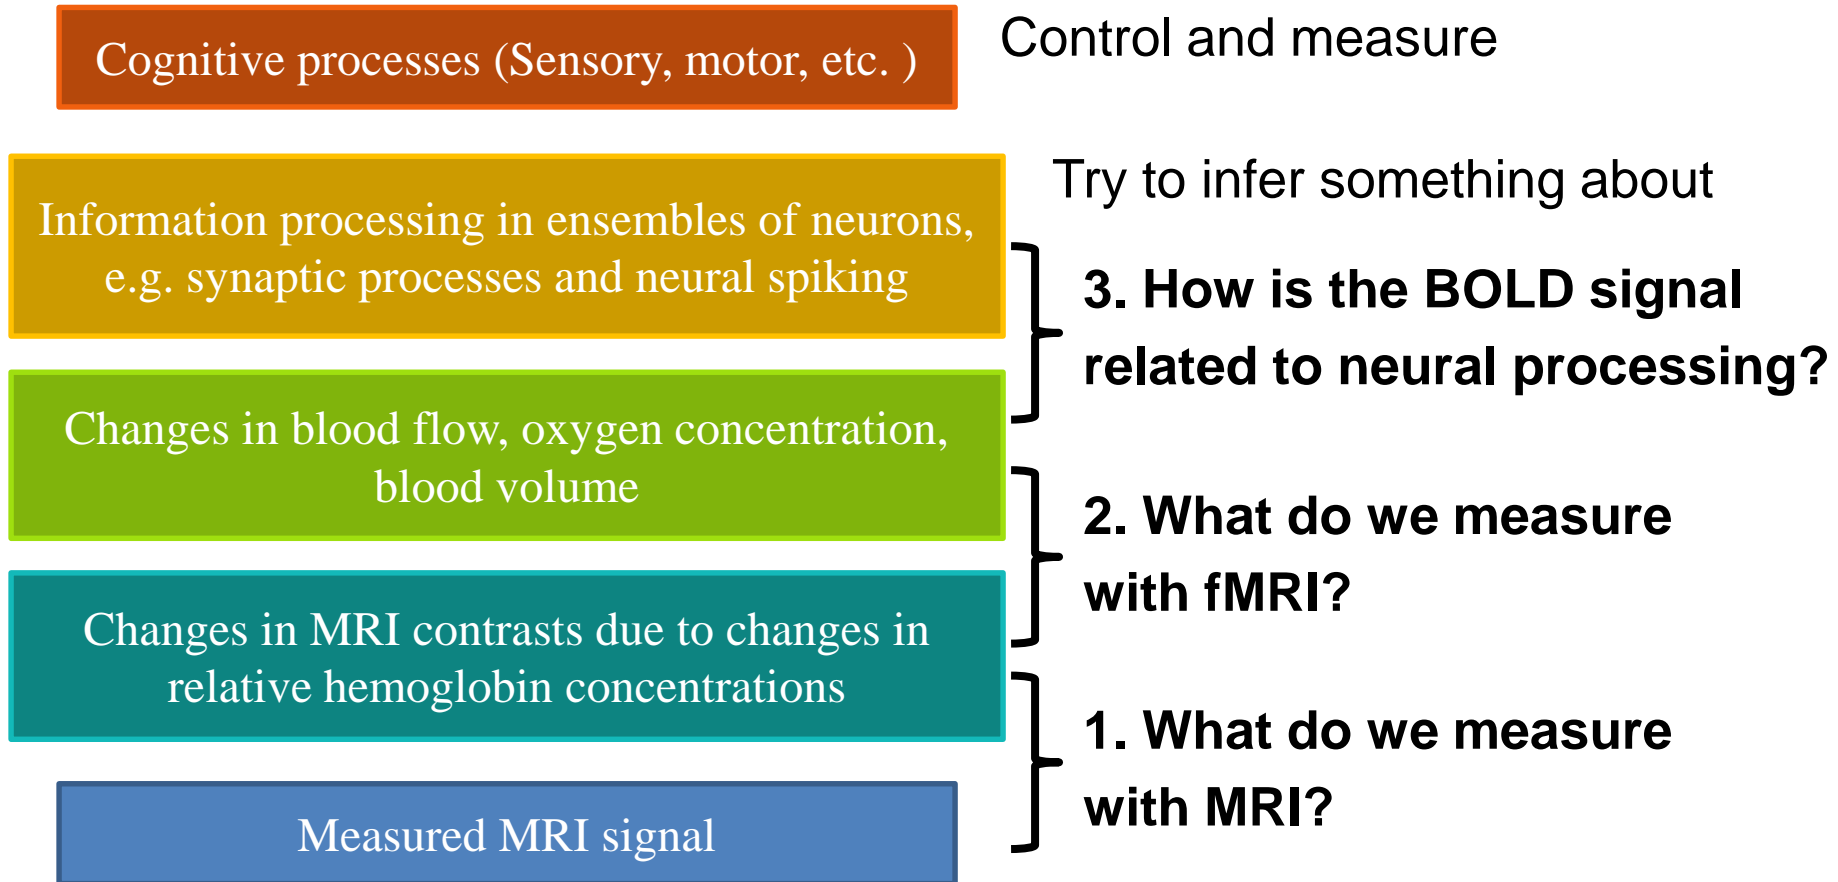 Cognitive processes (Sensory, motor, etc. )
Control and measure
Try to infer something about
Information processing in ensembles of neurons,
e.g. synaptic processes and neural spiking
3. How is the BOLD signal
related to neural processing?
Changes in blood flow, oxygen concentration,
blood volume
2. What do we measure
with fMRI?
Changes in MRI contrasts due to changes in
relative hemoglobin concentrations
1. What do we measure
with MRI?
Measured MRI signal